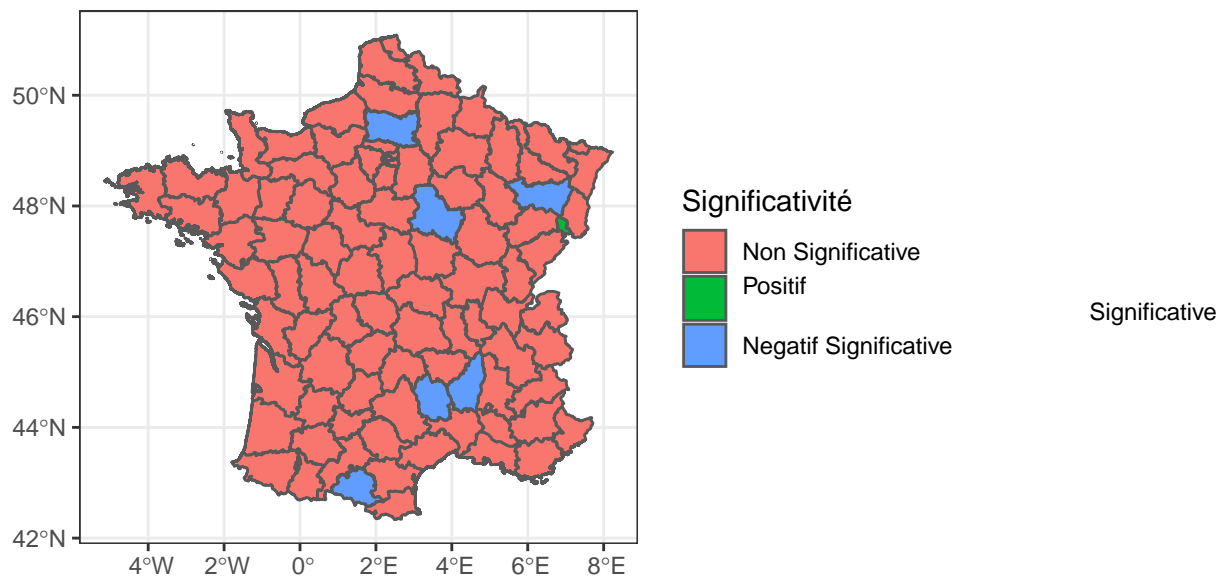 50°N
48°N
46°N
44°N
42°N
4°W 2°W 0° 2°E 4°E 6°E 8°E
Significativité
Non Significative
Positif
Significative
Negatif Significative